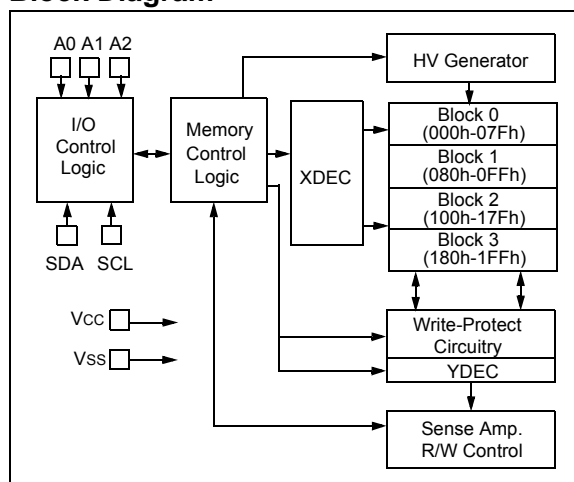 Block Diagram
A0 A1 A2
HV Generator
I/O
Control
Logic
Memory
Control
Logic
XDEC
Block 0
(000h-07Fh)
Block 1
(080h-0FFh)
Block 2
(100h-17Fh)
Block 3
(180h-1FFh)
SDA SCL
VCC
VSS
Write-Protect
Circuitry
YDEC
Sense Amp.
R/W Control